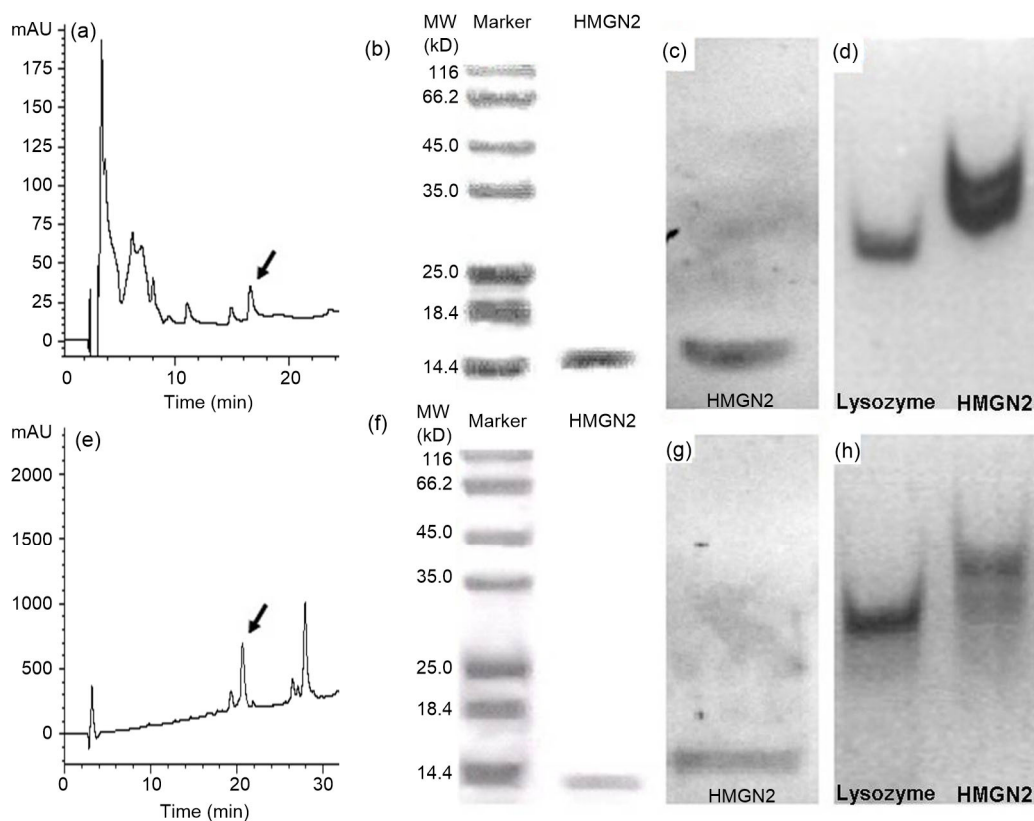 mAU
(a)
175
150
125
100
75
50
25
0
0
10
20
Time (min)
(b)
MW
(kD)
Marker
HMGN2
116
66.2
45.0
35.0
25.0
18.4
14.4
(c)
HMGN2
(d)
Lysozyme
HMGN2
mAU
(e)
2000
1500
1000
500
0
0
10
20
30
Time (min)
(f)
MW
(kD)
Marker
HMGN2
116
66.2
45.0
35.0
25.0
18.4
14.4
(g)
HMGN2
(h)
Lysozyme
HMGN2